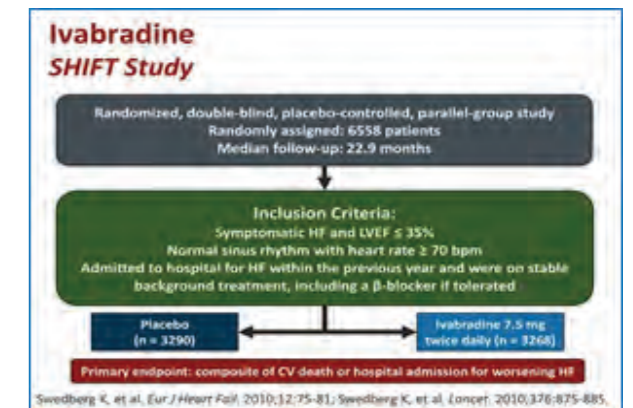 Ivabradine
SHIFT Study
Randomized, double-blind, placebo-controlled, parallel-group study
Randomly assigned: 6558 patients
Median follow-up: 22.9 months
Inclusion Criteria:
Symptomatic HF and LVEF ≤ 35%
Normal sinus rhythm with heart rate ≥ 70 bpm
Admitted to hospital for HF within the previous year and were on stable
background treatment, including a β-blocker if tolerated
Placebo
(n = 3290)
Ivabradine 7.5 mg
twice daily (n = 3268)
Primary endpoint: composite of CV death or hospital admission for worsening HF
Swedberg K, et al. Eur J Heart Fail. 2010;12:75-81; Swedberg K, et al. Lancet. 2010;376:875-885.